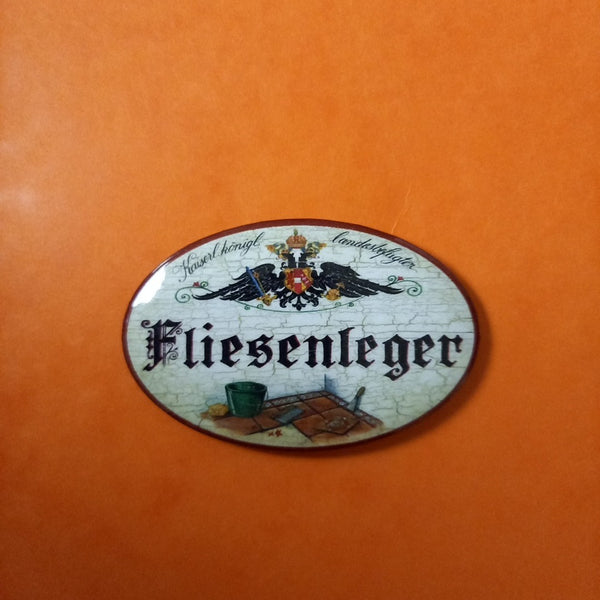 Kaiserl. königl. landesbefugter
Fliesenleger